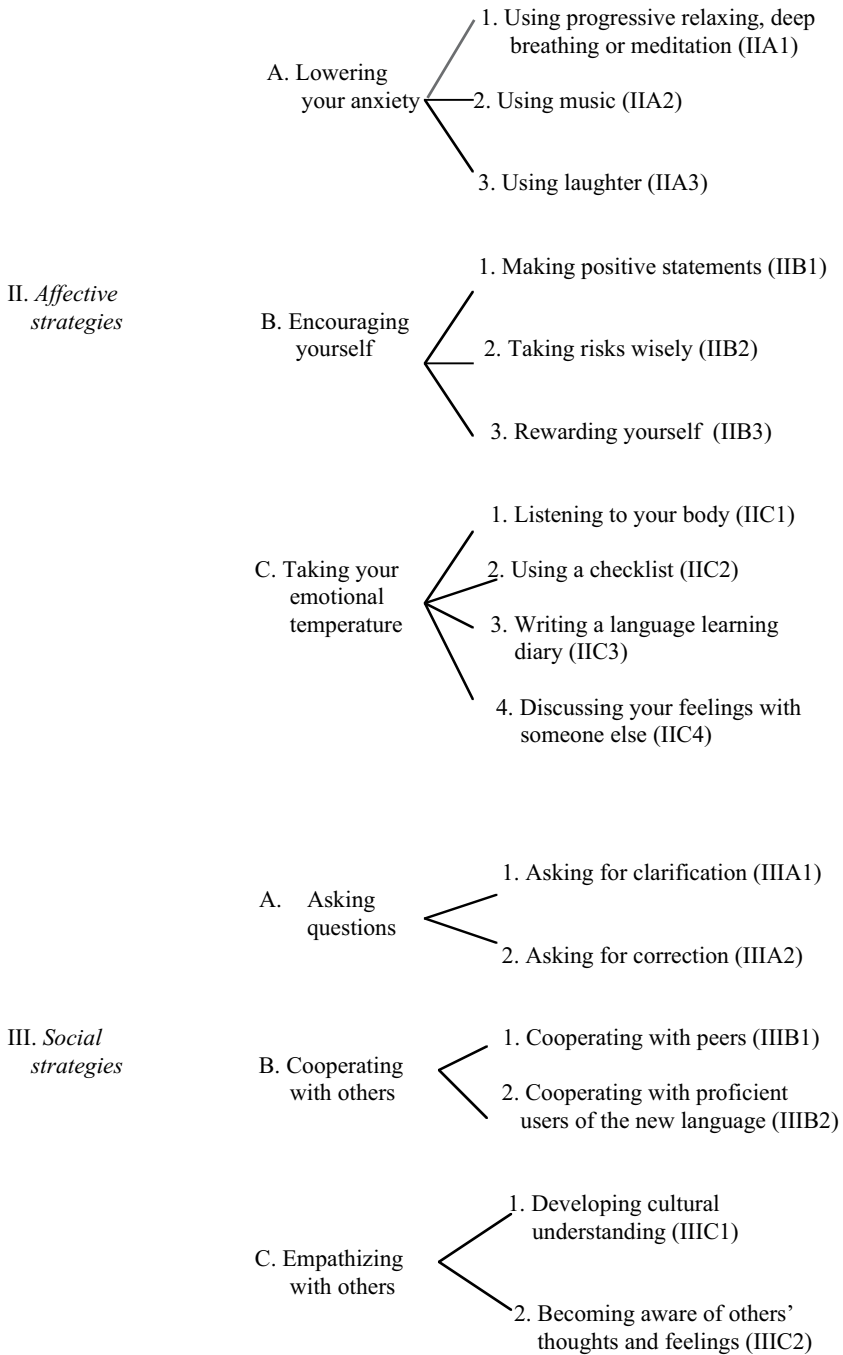 1. Using progressive relaxing, deep
breathing or meditation (IIA1)
A. Lowering
your anxiety
2. Using music (IIA2)
3. Using laughter (IIA3)
II. Affective
strategies
1. Making positive statements (IIB1)
B. Encouraging
yourself
2. Taking risks wisely (IIB2)
3. Rewarding yourself (IIB3)
1. Listening to your body (IIC1)
C. Taking your
emotional
temperature
2. Using a checklist (IIC2)
3. Writing a language learning
diary (IIC3)
4. Discussing your feelings with
someone else (IIC4)
1. Asking for clarification (IIIA1)
A. Asking
questions
2. Asking for correction (IIIA2)
III. Social
strategies
1. Cooperating with peers (IIIB1)
B. Cooperating
with others
2. Cooperating with proficient
users of the new language (IIIB2)
1. Developing cultural
understanding (IIIC1)
C. Empathizing
with others
2. Becoming aware of others’
thoughts and feelings (IIIC2)